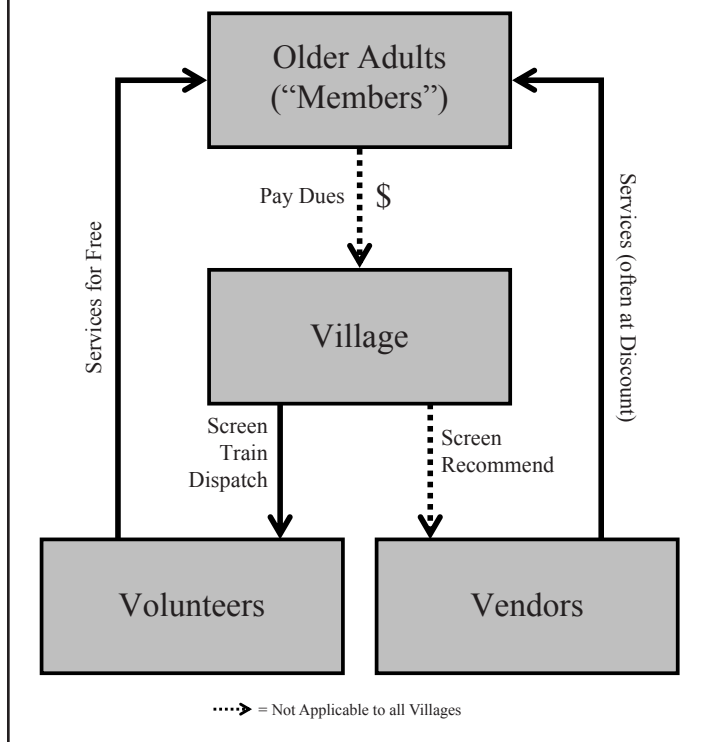 Older Adults
(“Members”)
Pay Dues
$
Services for Free
Services (often at Discount)
Village
Screen
Train
Dispatch
Screen
Recommend
Volunteers
Vendors
= Not Applicable to all Villages